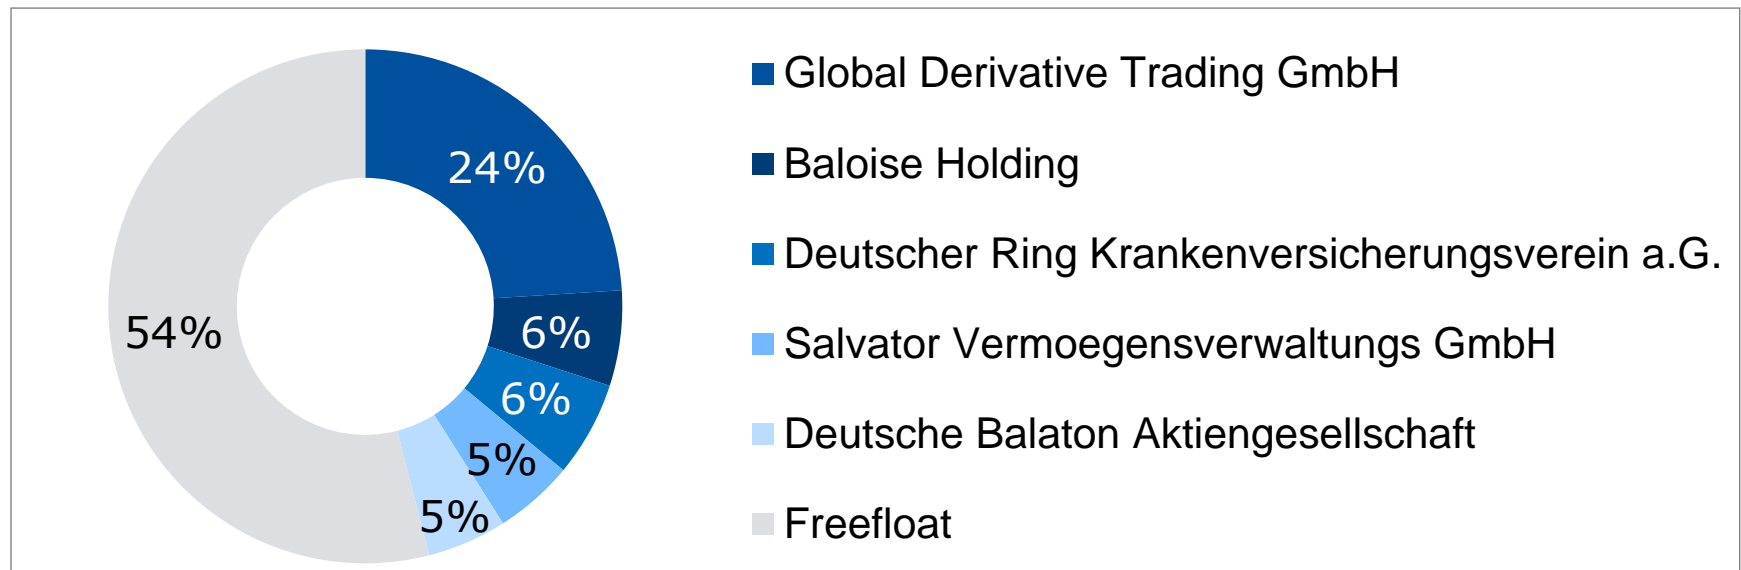 24%
6%
6%
5%
5%
54%
Global Derivative Trading GmbH
Baloise Holding
Deutscher Ring Krankenversicherungsverein a.G.
Salvator Vermoegensverwaltungs GmbH
Deutsche Balaton Aktiengesellschaft
Freefloat